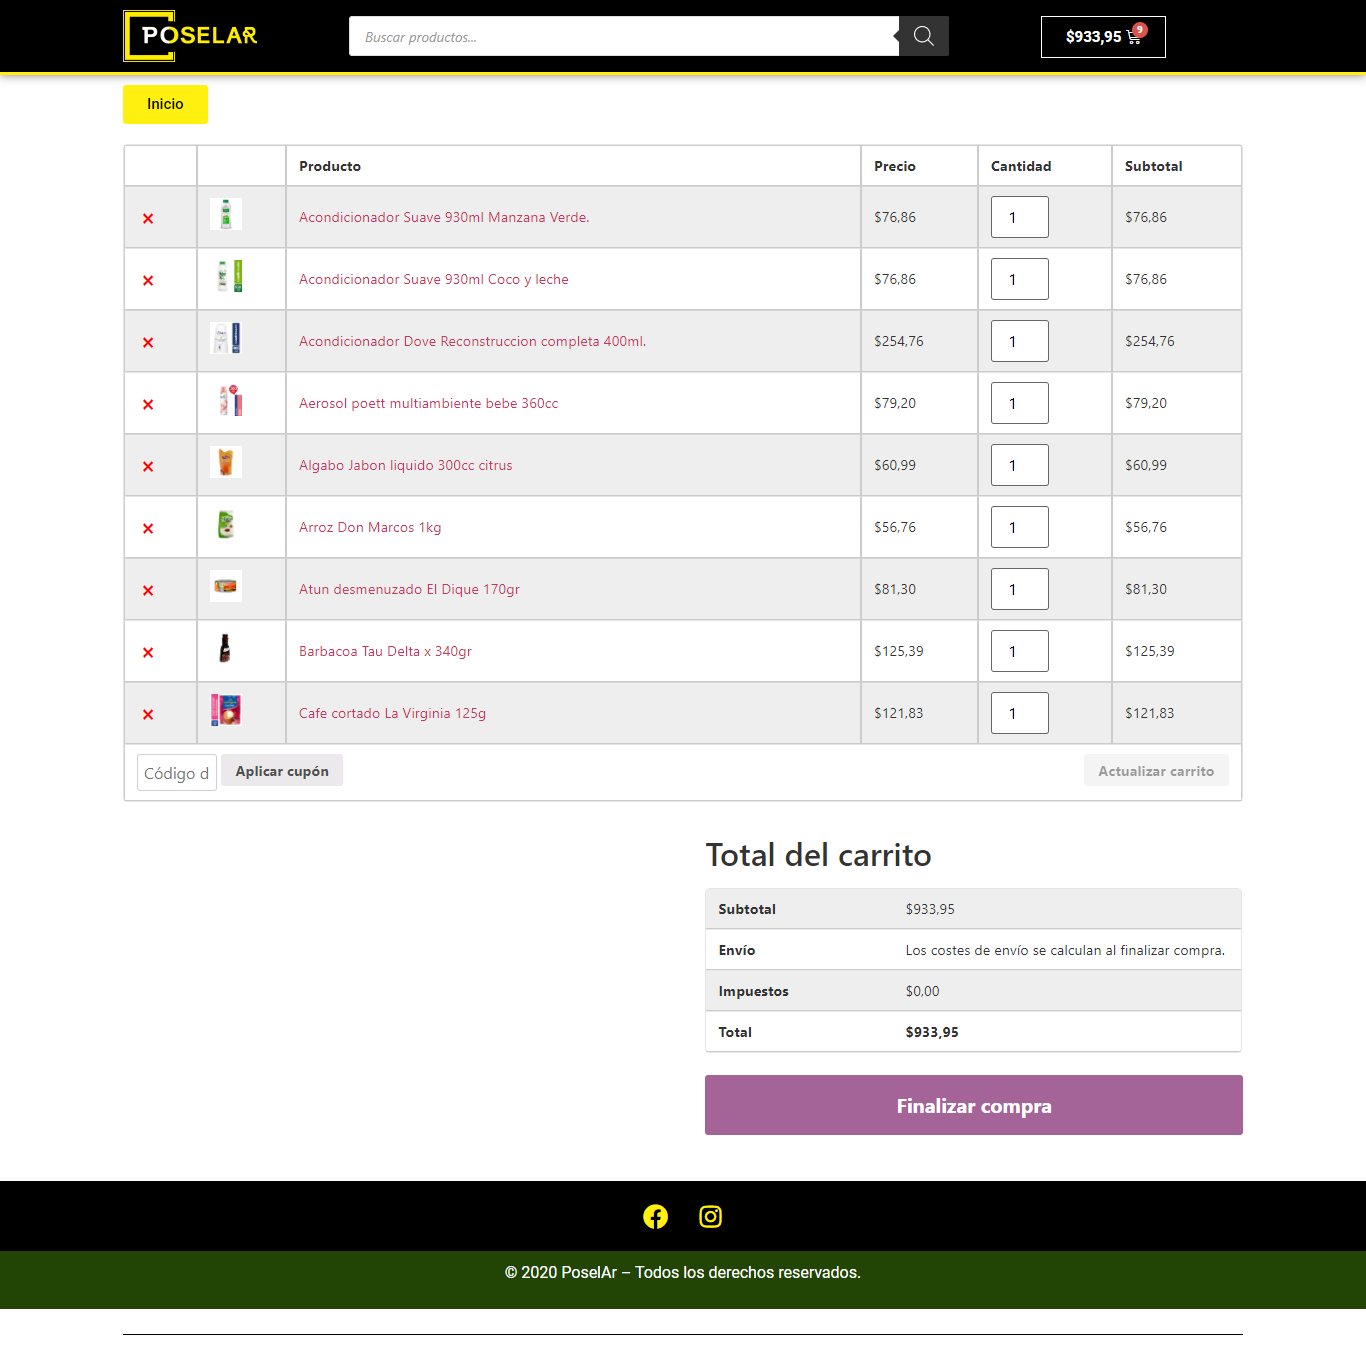 POSELAR
Buscar productos...
$933,95 9
Inicio
Producto Precio Cantidad Subtotal
× Acondicionador Suave 930ml Manzana Verde. $76,86 1 $76,86
× Acondicionador Suave 930ml Coco y leche $76,86 1 $76,86
× Acondicionador Dove Reconstruccion completa 400ml. $254,76 1 $254,76
× Aerosol poett multiambiente bebe 360cc $79,20 1 $79,20
× Algabo Jabon liquido 300cc citrus $60,99 1 $60,99
× Arroz Don Marcos 1kg $56,76 1 $56,76
× Atun desmenuzado El Dique 170gr $81,30 1 $81,30
× Barbacoa Tau Delta x 340gr $125,39 1 $125,39
× Cafe cortado La Virginia 125g $121,83 1 $121,83
Código d Aplicar cupón Actualizar carrito
Total del carrito
Subtotal $933,95
Envío Los costes de envío se calculan al finalizar compra.
Impuestos $0,00
Total $933,95
Finalizar compra
© 2020 PoselAr – Todos los derechos reservados.